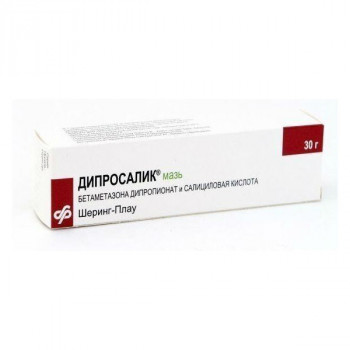 ДИПРОСАЛИК® мазь
30 г
БЕТАМЕТАЗОНА ДИПРОПИОНАТ и САЛИЦИЛОВАЯ КИСЛОТА
Шеринг-Плау